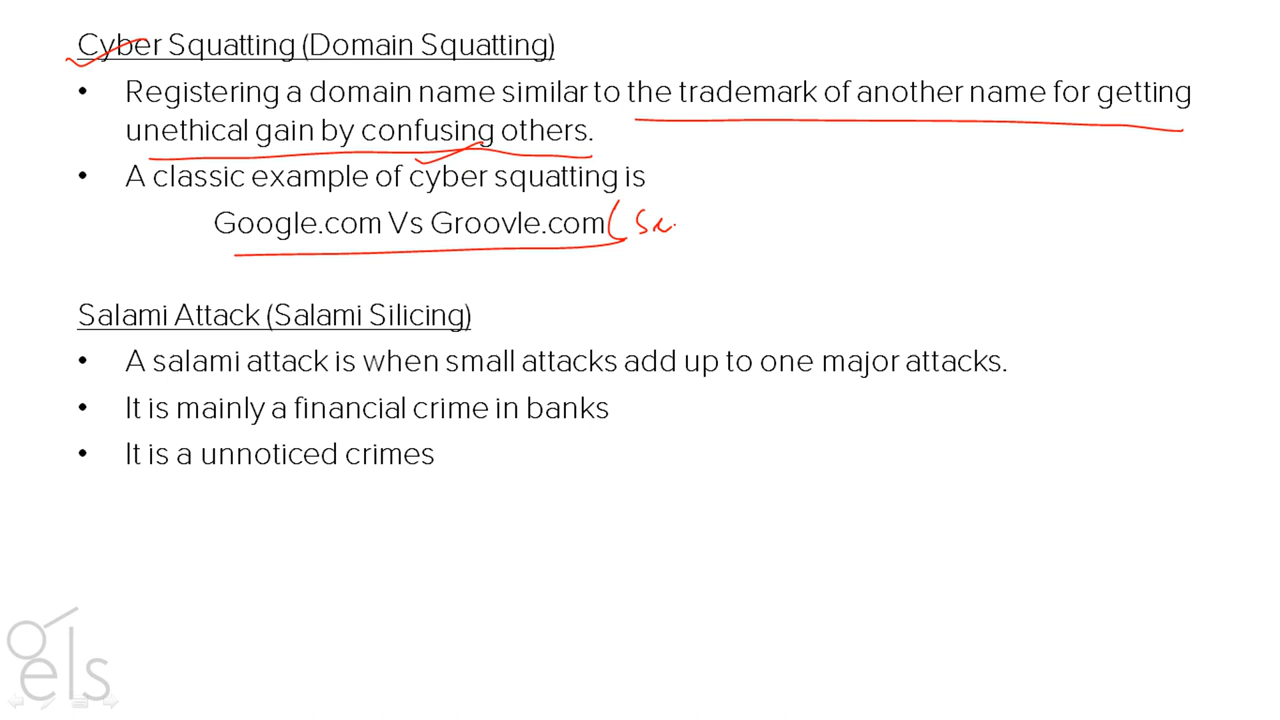 Cyber Squatting (Domain Squatting)
• Registering a domain name similar to the trademark of another name for getting
unethical gain by confusing others.
• A classic example of cyber squatting is
Google.com Vs Groovle.com (
Salami Attack (Salami Silicing)
• A salami attack is when small attacks add up to one major attacks.
• It is mainly a financial crime in banks
• It is a unnoticed crimes
gels